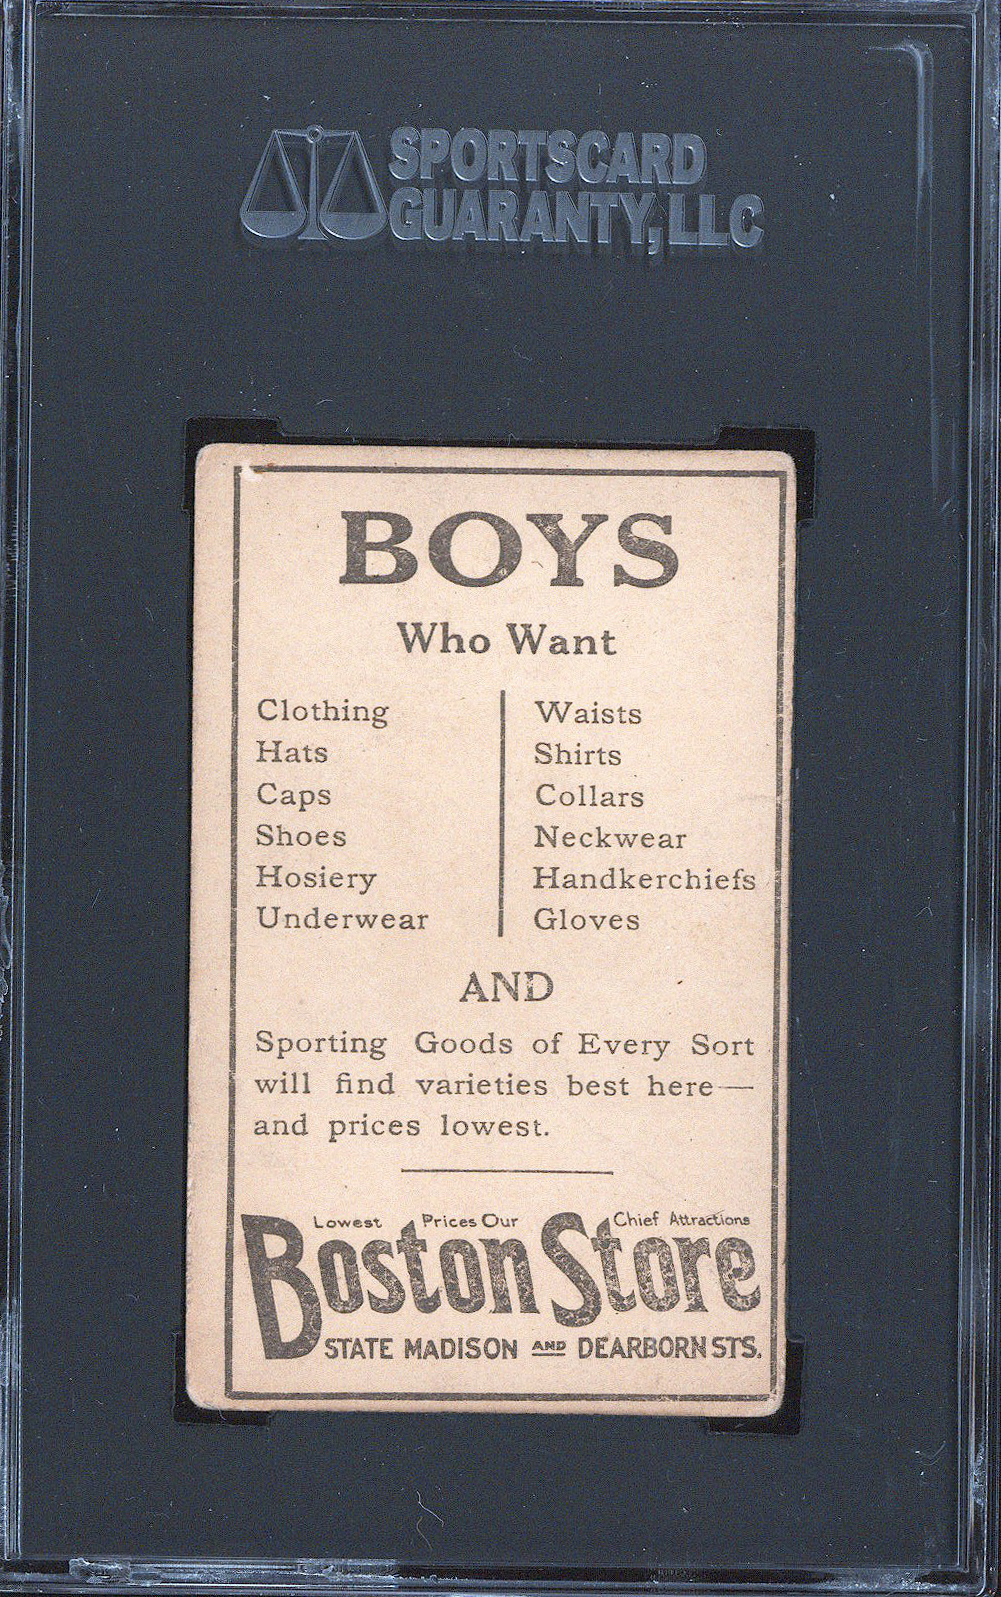 SPORTSCARD
GUARANTY, LLC
BOYS
Who Want
Clothing
Hats
Caps
Shoes
Hosiery
Underwear
Waists
Shirts
Collars
Neckwear
Handkerchiefs
Gloves
AND
Sporting Goods of Every Sort
will find varieties best here—
and prices lowest.
Lowest Prices Our Chief Attractions
Boston Store
STATE MADISON AND DEARBORN STS.